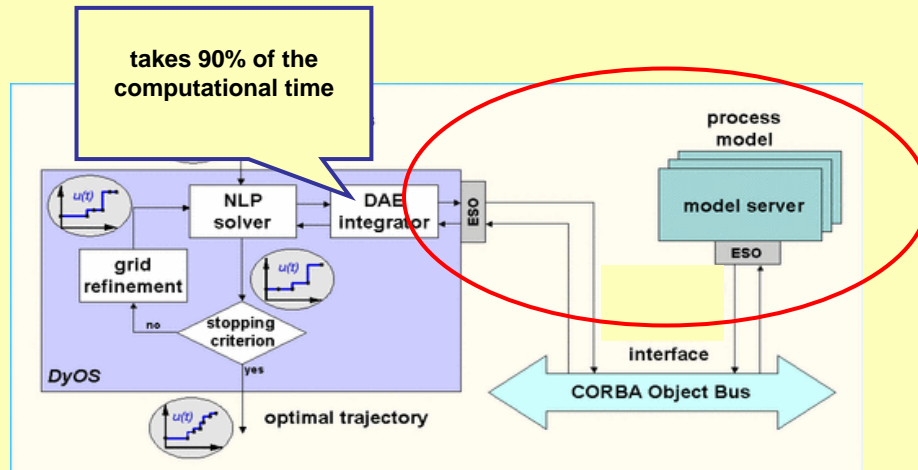 takes 90% of the
computational time
process
model
u(t)
NLP
solver
DAE
integrator
ESO
model server
ESO
grid
refinement
u(t)
no
stopping
criterion
interface
yes
DyOS
CORBA Object Bus
u(t)
optimal trajectory